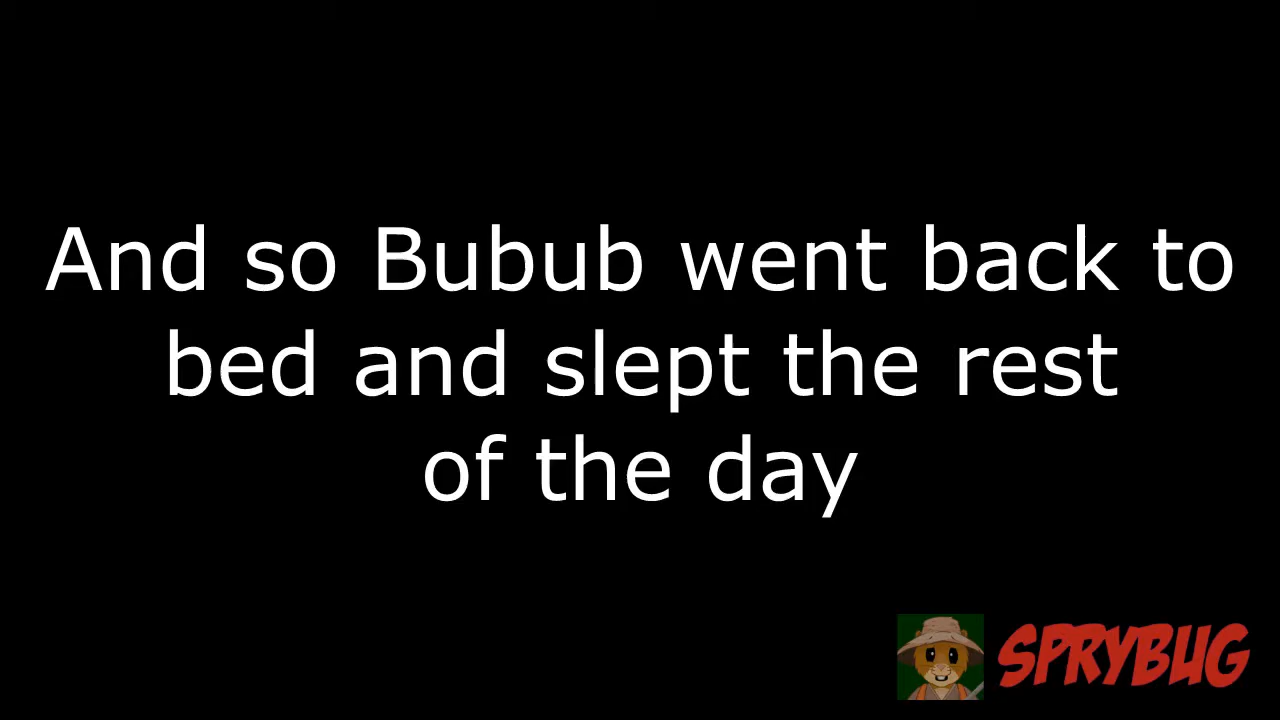 And so Bubub went back to
bed and slept the rest
of the day
SPRYBUG